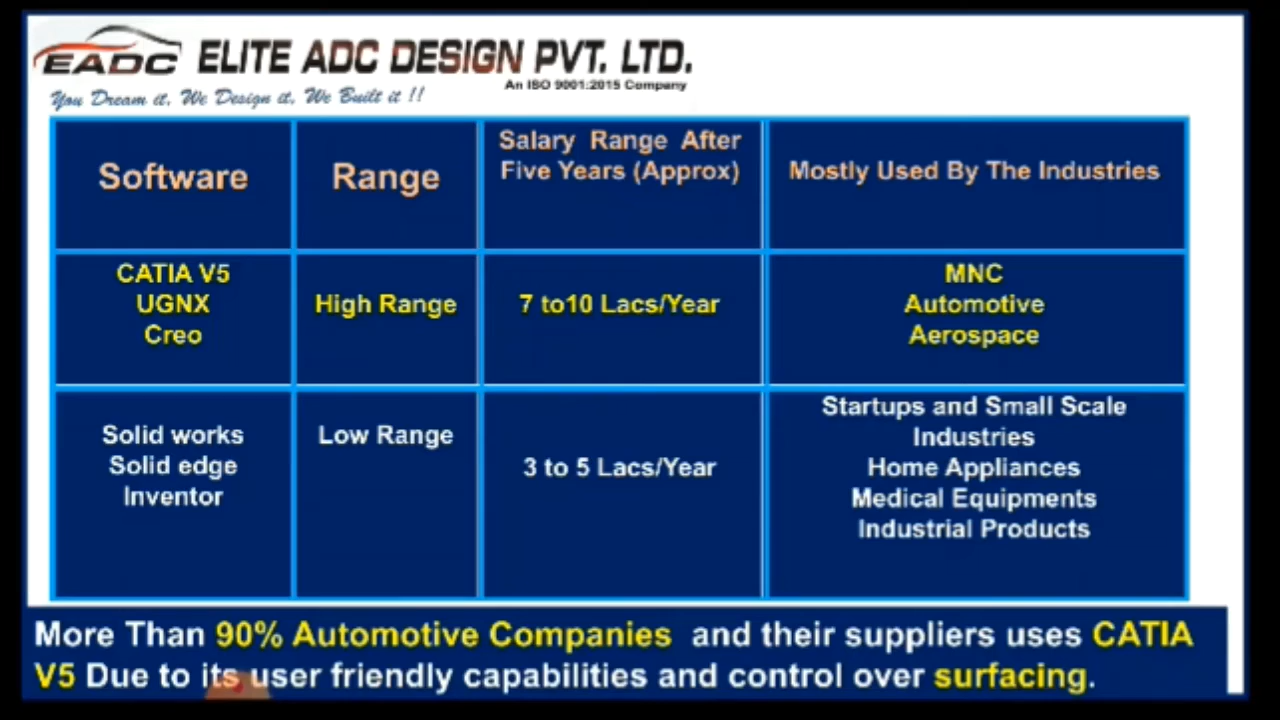 EADC ELITE ADC DESIGN PVT. LTD.
An ISO 9001:2015 Company
You Dream it, We Design it, We Built it !!
Software
Range
Salary Range After
Five Years (Approx)
Mostly Used By The Industries
CATIA V5
UGNX
Creo
High Range
7 to10 Lacs/Year
MNC
Automotive
Aerospace
Solid works
Solid edge
Inventor
Low Range
3 to 5 Lacs/Year
Startups and Small Scale
Industries
Home Appliances
Medical Equipments
Industrial Products
More Than 90% Automotive Companies and their suppliers uses CATIA
V5 Due to its user friendly capabilities and control over surfacing.